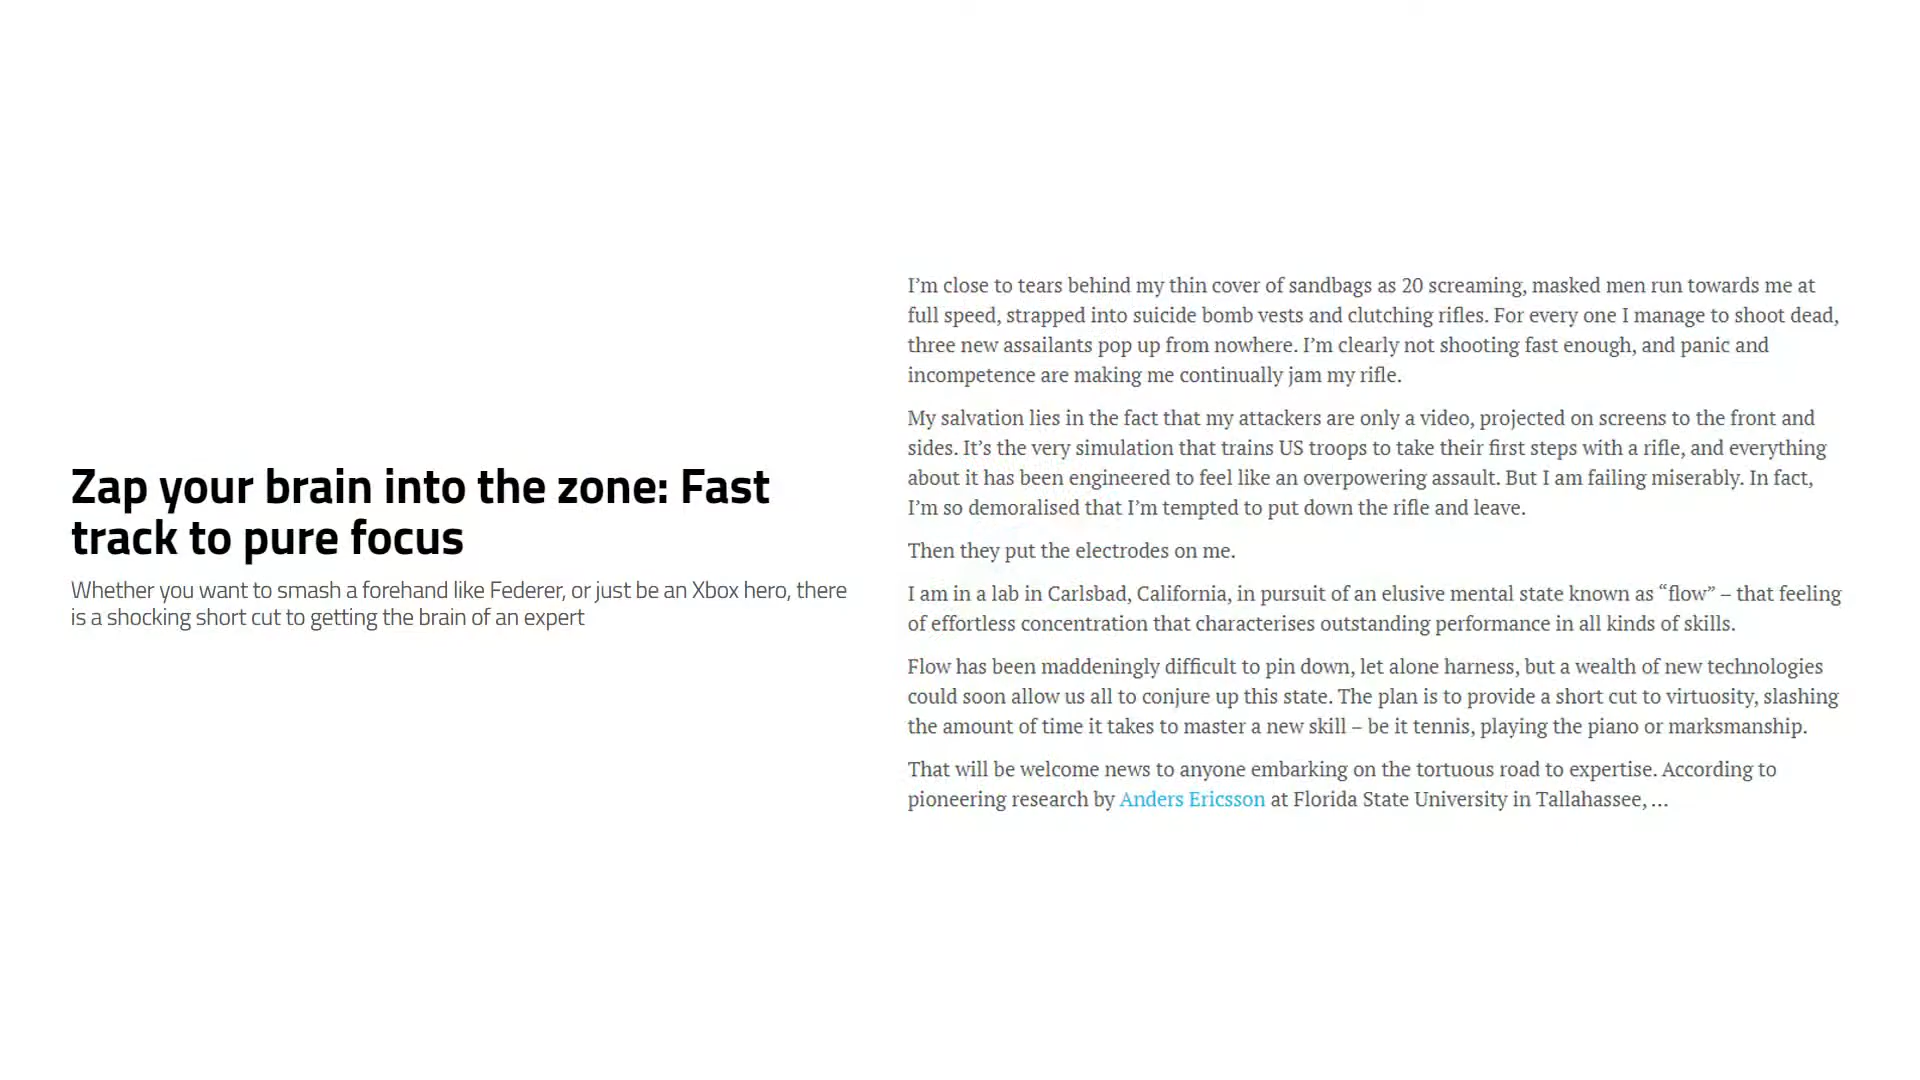 Zap your brain into the zone: Fast
track to pure focus
Whether you want to smash a forehand like Federer, or just be an Xbox hero, there
is a shocking short cut to getting the brain of an expert
I’m close to tears behind my thin cover of sandbags as 20 screaming, masked men run towards me at
full speed, strapped into suicide bomb vests and clutching rifles. For every one I manage to shoot dead,
three new assailants pop up from nowhere. I’m clearly not shooting fast enough, and panic and
incompetence are making me continually jam my rifle.
My salvation lies in the fact that my attackers are only a video, projected on screens to the front and
sides. It’s the very simulation that trains US troops to take their first steps with a rifle, and everything
about it has been engineered to feel like an overpowering assault. But I am failing miserably. In fact,
I’m so demoralised that I’m tempted to put down the rifle and leave.
Then they put the electrodes on me.
I am in a lab in Carlsbad, California, in pursuit of an elusive mental state known as “flow” – that feeling
of effortless concentration that characterises outstanding performance in all kinds of skills.
Flow has been maddeningly difficult to pin down, let alone harness, but a wealth of new technologies
could soon allow us all to conjure up this state. The plan is to provide a short cut to virtuosity, slashing
the amount of time it takes to master a new skill – be it tennis, playing the piano or marksmanship.
That will be welcome news to anyone embarking on the tortuous road to expertise. According to
pioneering research by Anders Ericsson at Florida State University in Tallahassee, …